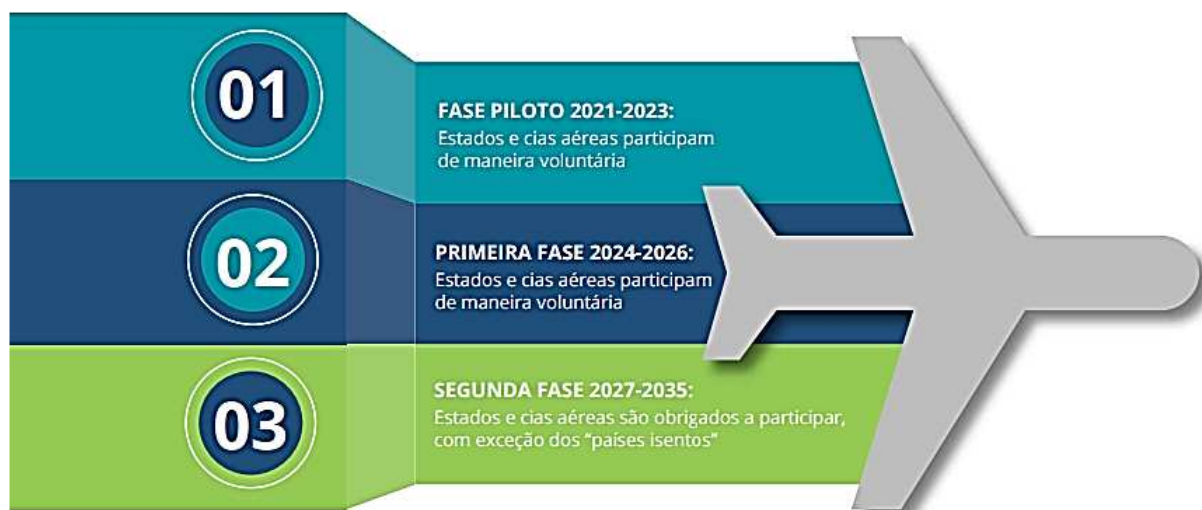 01
FASE PILOTO 2021-2023:
Estados e cias aéreas participam
de maneira voluntária
02
PRIMEIRA FASE 2024-2026:
Estados e cias aéreas participam
de maneira voluntária
03
SEGUNDA FASE 2027-2035:
Estados e cias aéreas são obrigados a participar,
com exceção dos “países isentos”